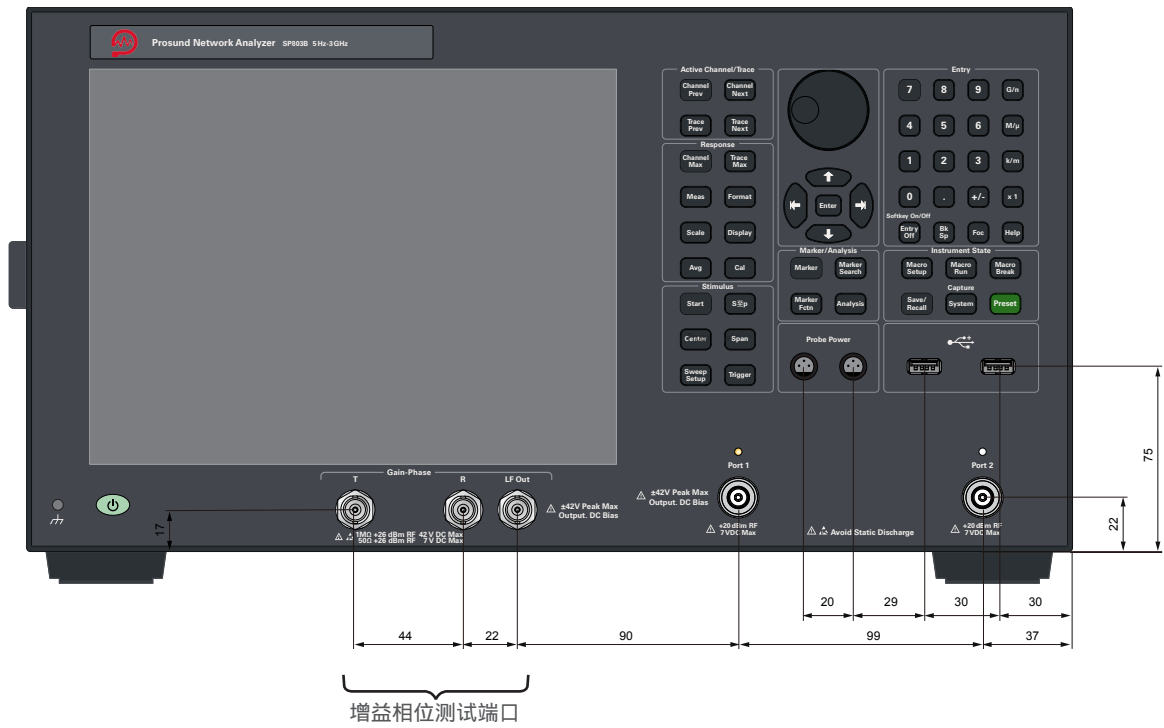 Prosund Network Analyzer SP803B 5Hz-3GHz
Active Channel/Trace
Channel Prev
Channel Next
Trace Prev
Trace Next
Response
Channel Max
Trace Max
Meas
Format
Scale
Display
Avg
Cal
Stimulus
Start
Center
Span
Sweep Setup
Trigger
Enter
Marker/Analysis
Marker
Marker Search
Marker Fctn
Analysis
Probe Power
Entry
7 8 9 G/n
4 5 6 M/μ
1 2 3 k/m
0 . +/- x 1
Softkey On/Off
Entry Off
Bk Sp
Foc
Help
Instrument State
Macro Setup
Macro Run
Macro Break
Capture
Save/ Recall
System
Preset
Gain-Phase
T R LF Out
±42V Peak Max
Output. DC Bias
1MΩ +26 dBm RF 42V DC Max
50Ω +26 dBm RF 7V DC Max
Port 1
±42V Peak Max
Output. DC Bias
+20 dBm RF
7VDC Max
Avoid Static Discharge
Port 2
+20 dBm RF
7VDC Max
17
75
22
20 29 30 30
44 22 90 99 37
增益相位测试端口